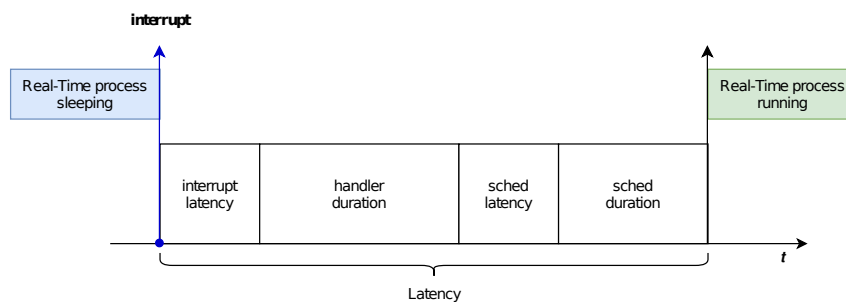 interrupt
Real-Time process
sleeping
Real-Time process
running
interrupt
latency
handler
duration
sched
latency
sched
duration
t
Latency